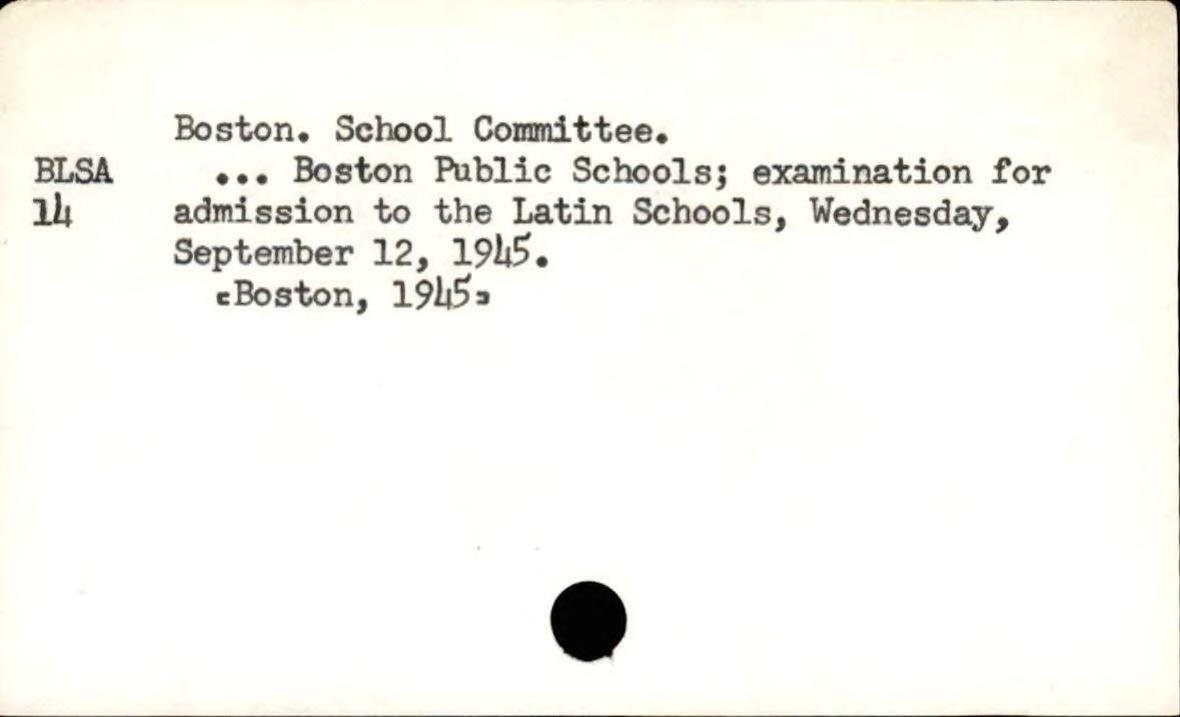 Boston. School Committee.
BLSA ... Boston Public Schools; examination for
14 admission to the Latin Schools, Wednesday,
September 12, 1945.
[Boston, 1945]